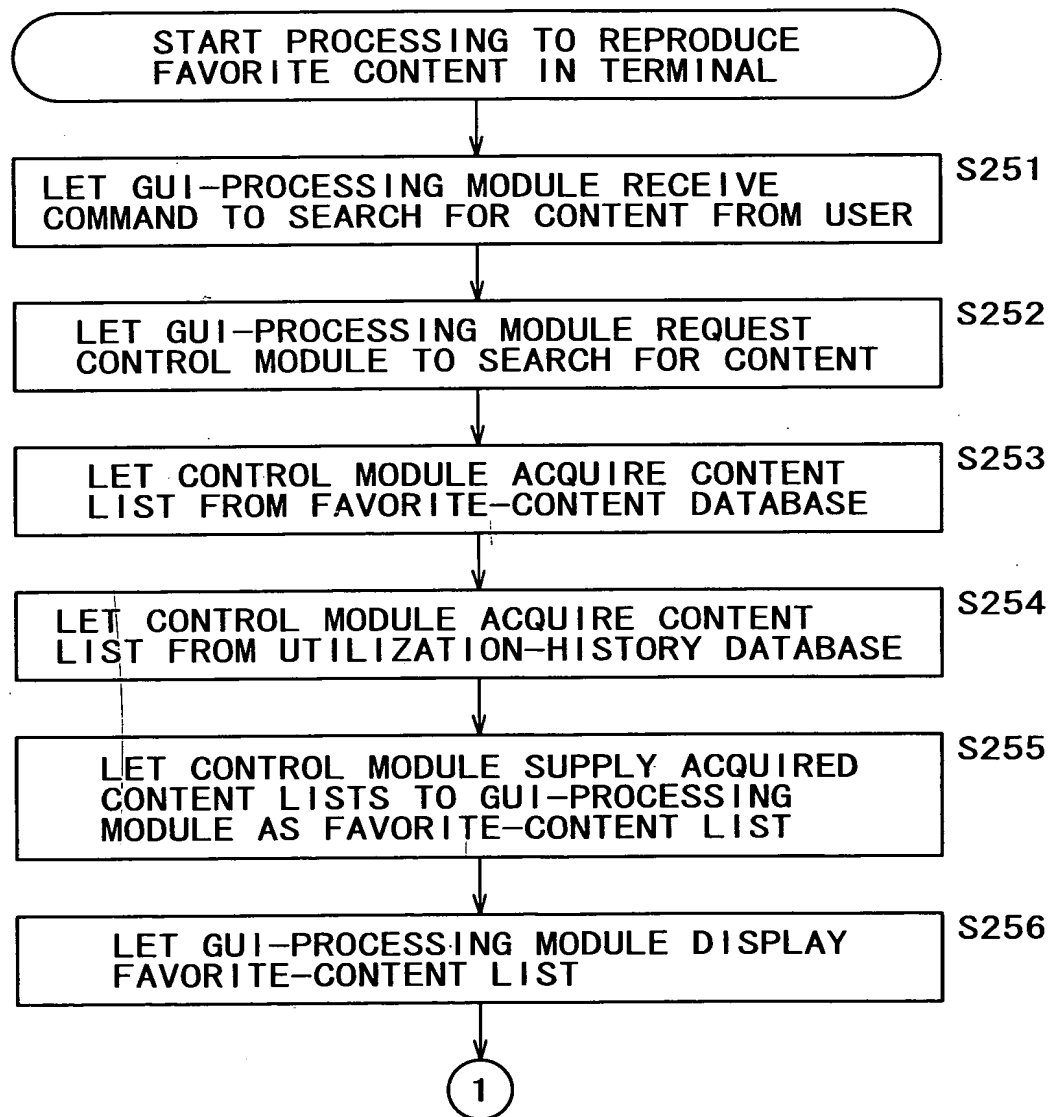 START PROCESSING TO REPRODUCE
FAVORITE CONTENT IN TERMINAL
S251
LET GUI-PROCESSING MODULE RECEIVE
COMMAND TO SEARCH FOR CONTENT FROM USER
S252
LET GUI-PROCESSING MODULE REQUEST
CONTROL MODULE TO SEARCH FOR CONTENT
S253
LET CONTROL MODULE ACQUIRE CONTENT
LIST FROM FAVORITE-CONTENT DATABASE
S254
LET CONTROL MODULE ACQUIRE CONTENT
LIST FROM UTILIZATION-HISTORY DATABASE
S255
LET CONTROL MODULE SUPPLY ACQUIRED
CONTENT LISTS TO GUI-PROCESSING
MODULE AS FAVORITE-CONTENT LIST
S256
LET GUI-PROCESSING MODULE DISPLAY
FAVORITE-CONTENT LIST
1